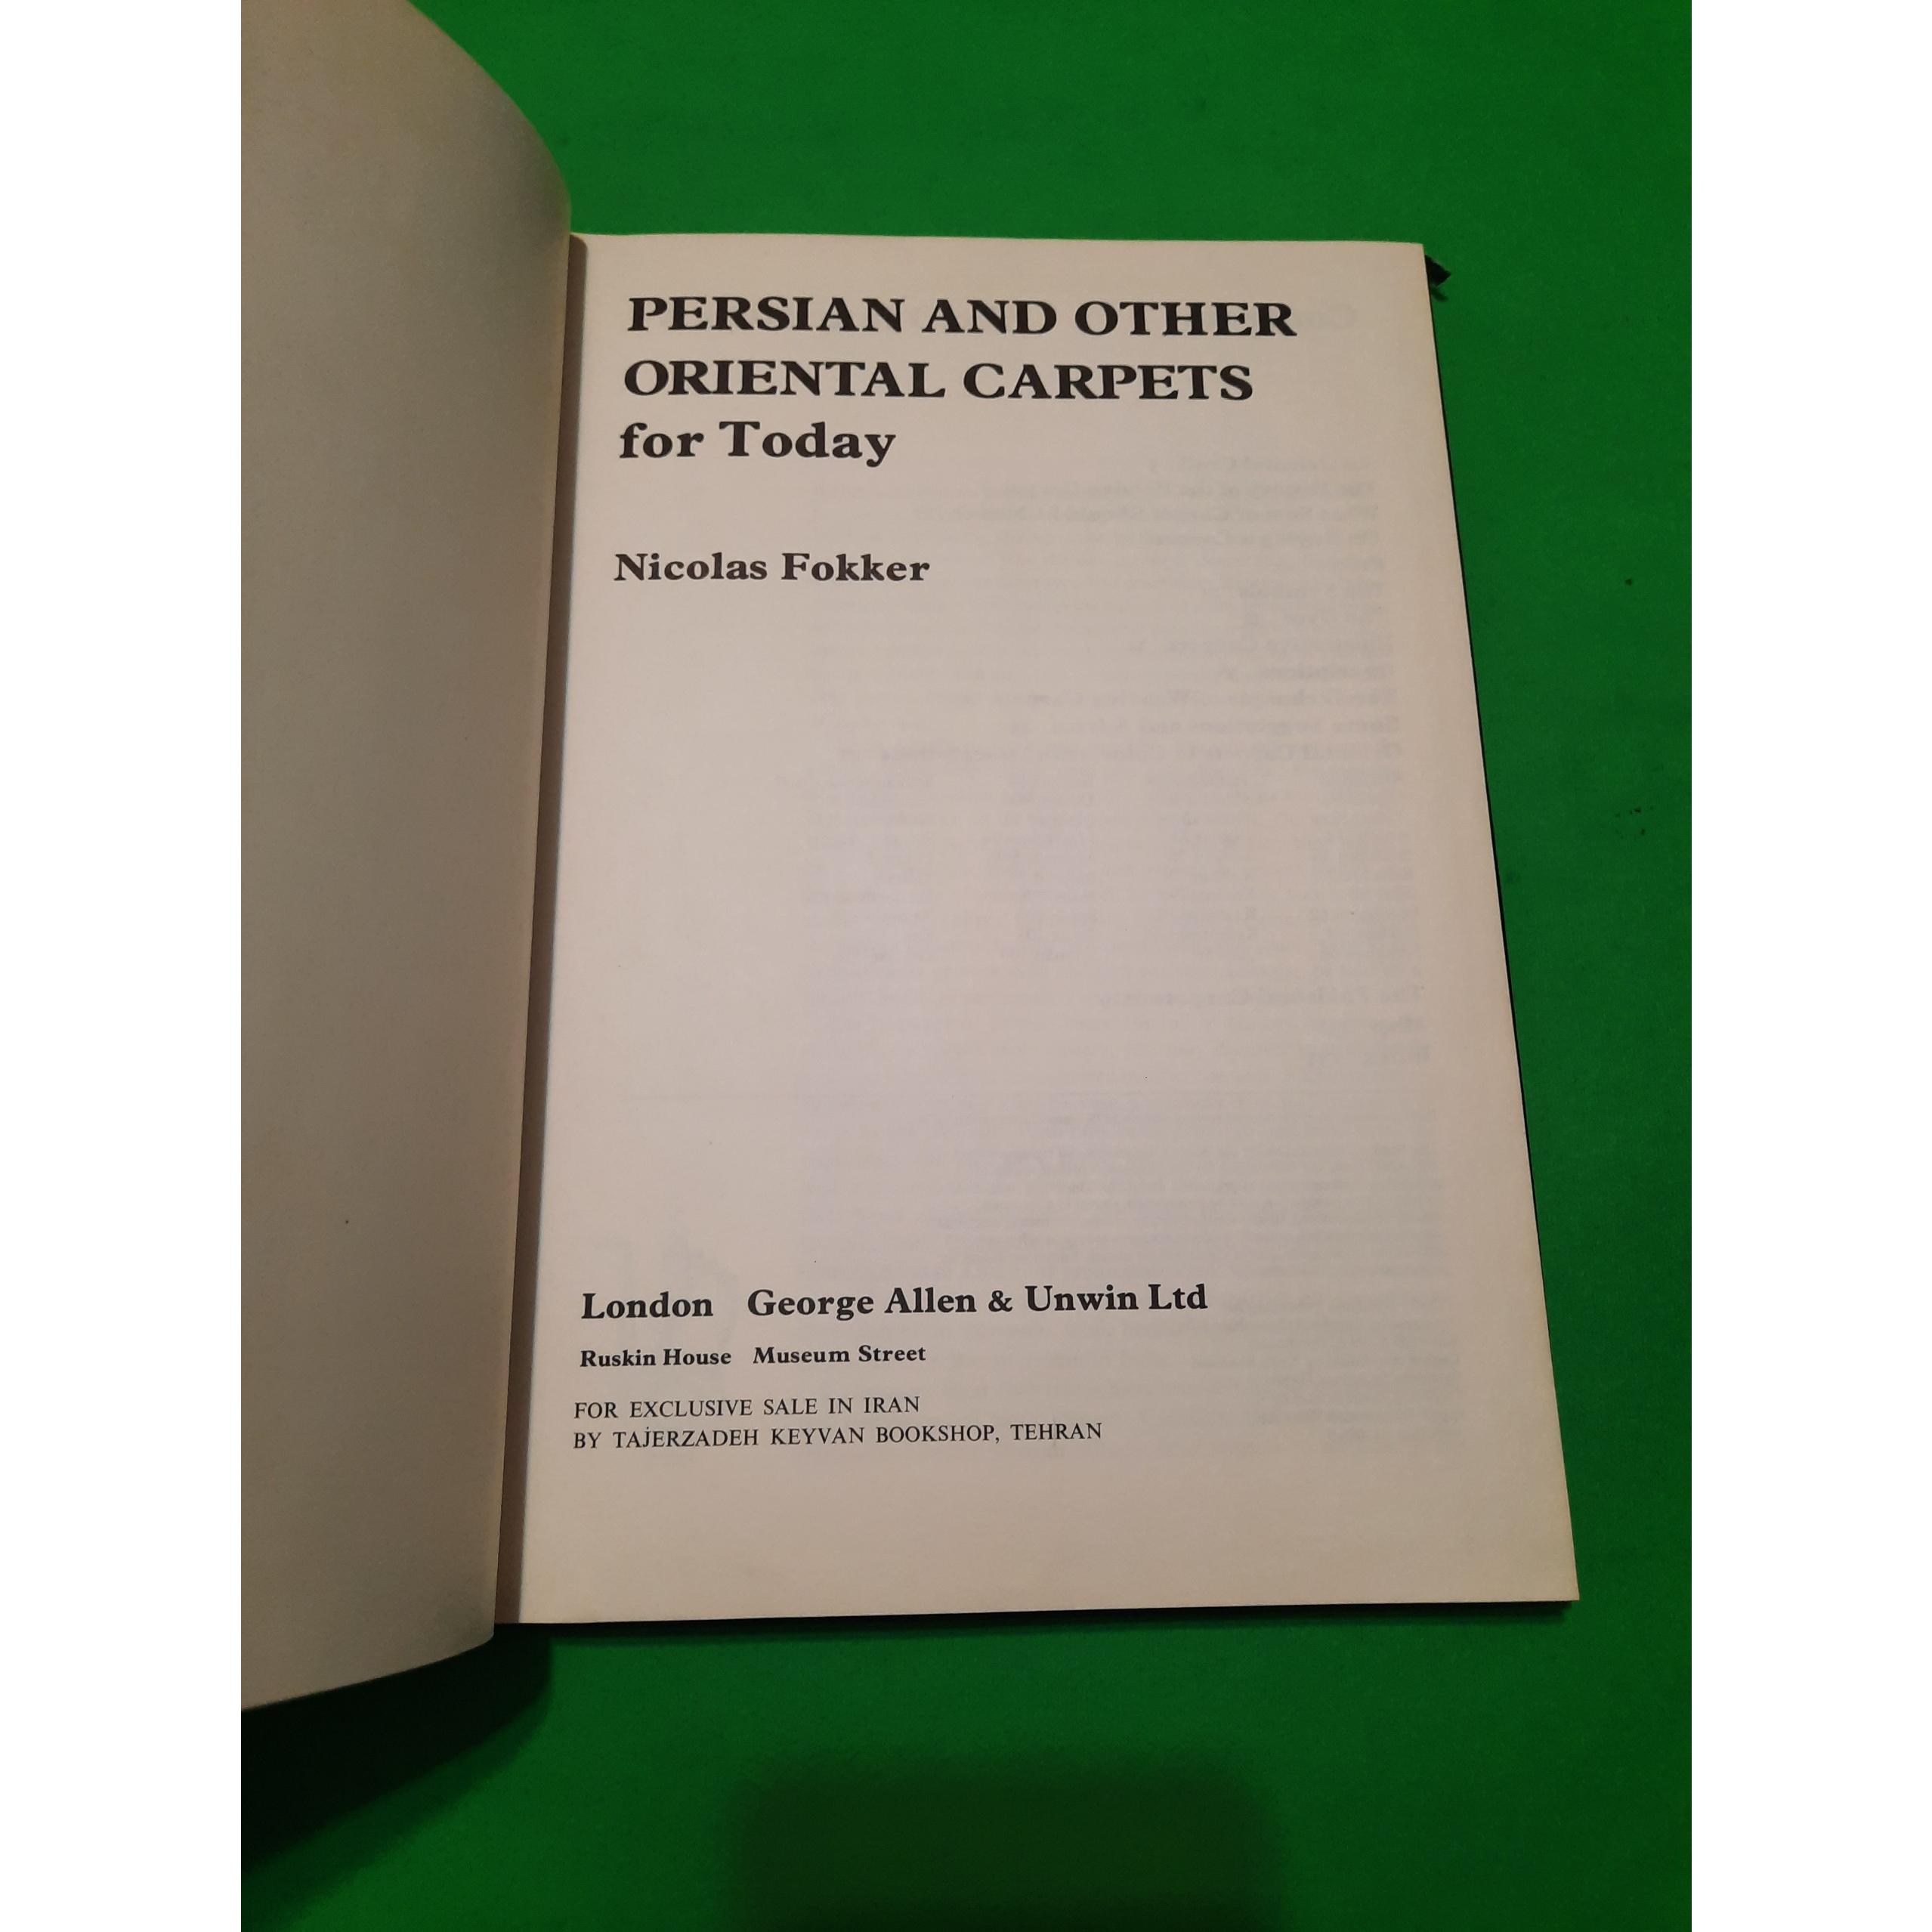 PERSIAN AND OTHER
ORIENTAL CARPETS
for Today
Nicolas Fokker
London George Allen & Unwin Ltd
Ruskin House Museum Street
FOR EXCLUSIVE SALE IN IRAN
BY TAJERZADEH KEYVAN BOOKSHOP, TEHRAN